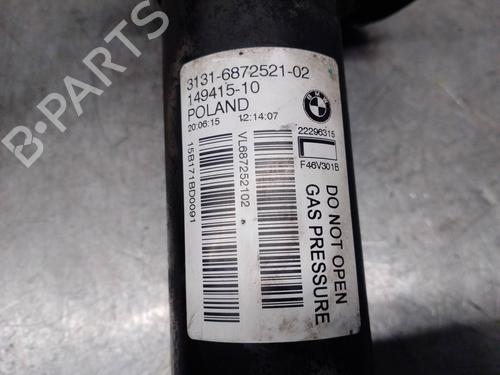 3131-6872521-02
149415-10
POLAND
20:06:15 12:14:07
15B171BD0091
VL687252102
BMW
22296315
F46V301B
DO NOT OPEN
GAS PRESSURE
B-PARTS